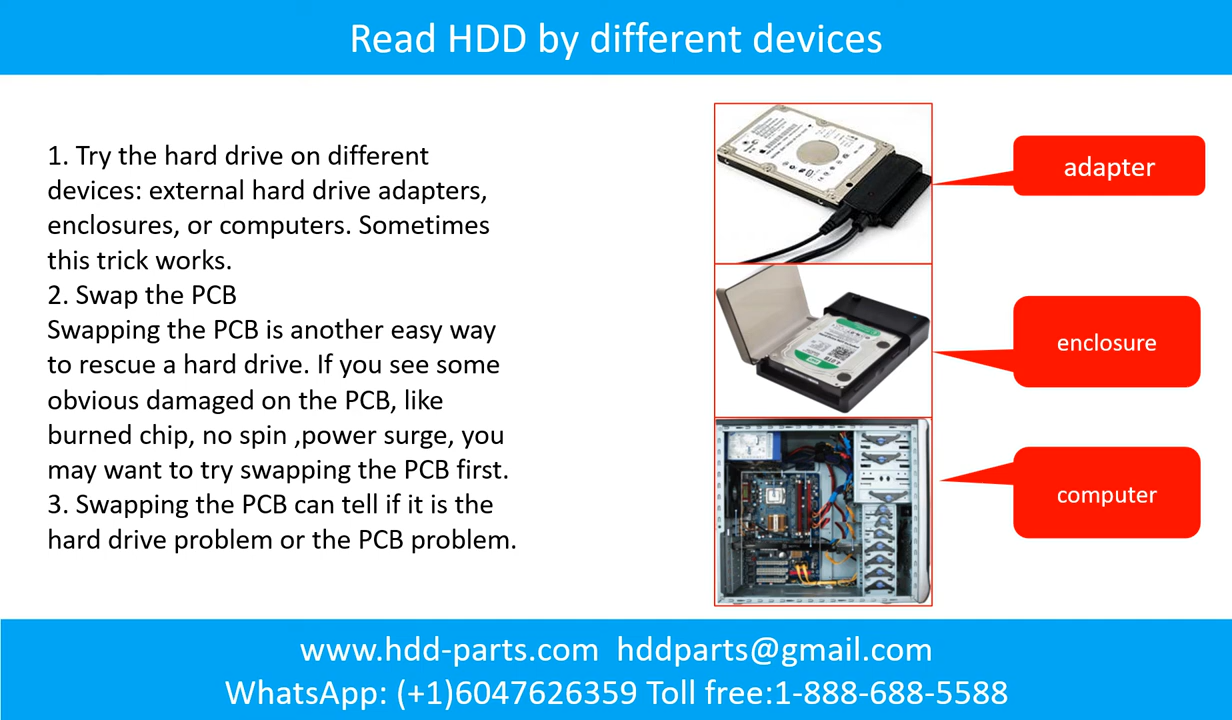 Read HDD by different devices
1. Try the hard drive on different
devices: external hard drive adapters,
enclosures, or computers. Sometimes
this trick works.
2. Swap the PCB
Swapping the PCB is another easy way
to rescue a hard drive. If you see some
obvious damaged on the PCB, like
burned chip, no spin ,power surge, you
may want to try swapping the PCB first.
3. Swapping the PCB can tell if it is the
hard drive problem or the PCB problem.
adapter
enclosure
computer
www.hdd-parts.com  hddparts@gmail.com
WhatsApp: (+1)6047626359 Toll free:1-888-688-5588